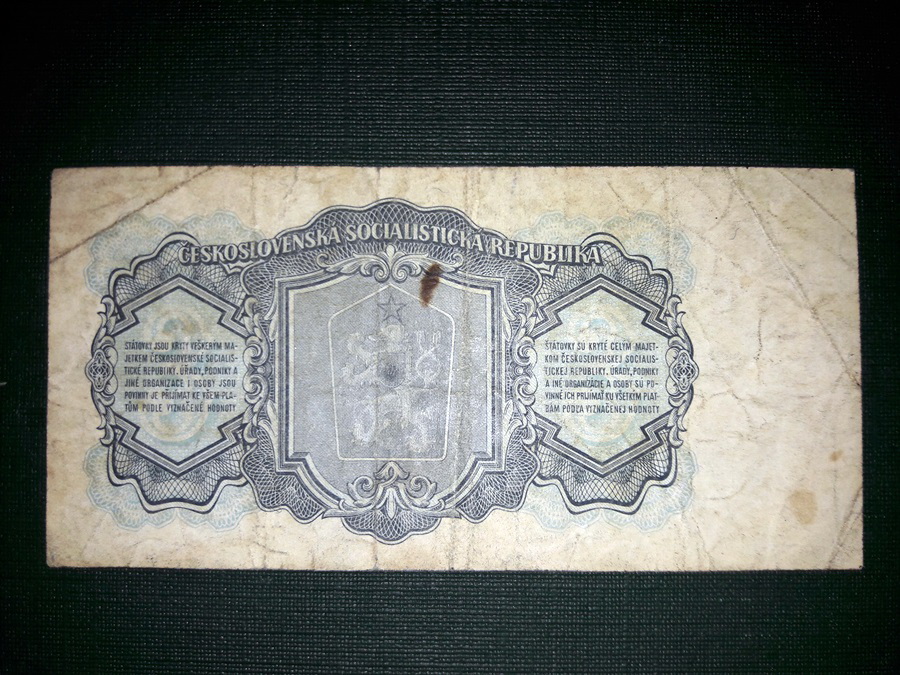 ČESKOSLOVENSKÁ SOCIALISTICKÁ REPUBLIKA
STÁTOVKY JSOU KRYTY VEŠKERÝM MA-
JETKEM ČESKOSLOVENSKÉ SOCIALIS-
TICKÉ REPUBLIKY. ÚŘADY, PODNIKY A
JINÉ ORGANIZACE I OSOBY JSOU
POVINNY JE PŘIJÍMAT KE VŠEM PLA-
TŮM PODLE VYZNAČENÉ HODNOTY
ŠTÁTOVKY SÚ KRYTÉ CELÝM MAJET-
KOM ČESKOSLOVENSKEJ SOCIALIS-
TICKEJ REPUBLIKY. ÚRADY, PODNIKY
A INÉ ORGANIZÁCIE A OSOBY SÚ PO-
VINNÉ ICH PRIJÍMAŤ KU VŠETKÝM PLAT-
BÁM PODĽA VYZNAČENEJ HODNOTY